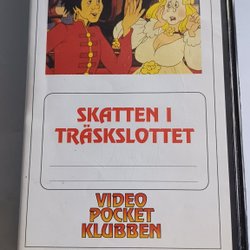 SKATTEN I
TRÄSKSLOTTET
VIDEO
POCKET
KLUBBEN